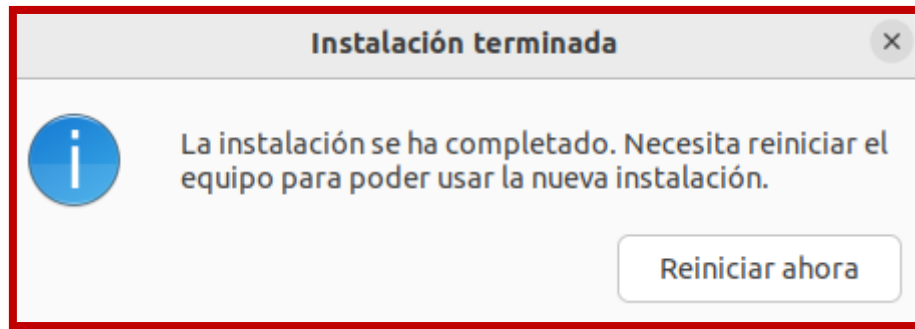 Instalación terminada
La instalación se ha completado. Necesita reiniciar el
equipo para poder usar la nueva instalación.
Reiniciar ahora